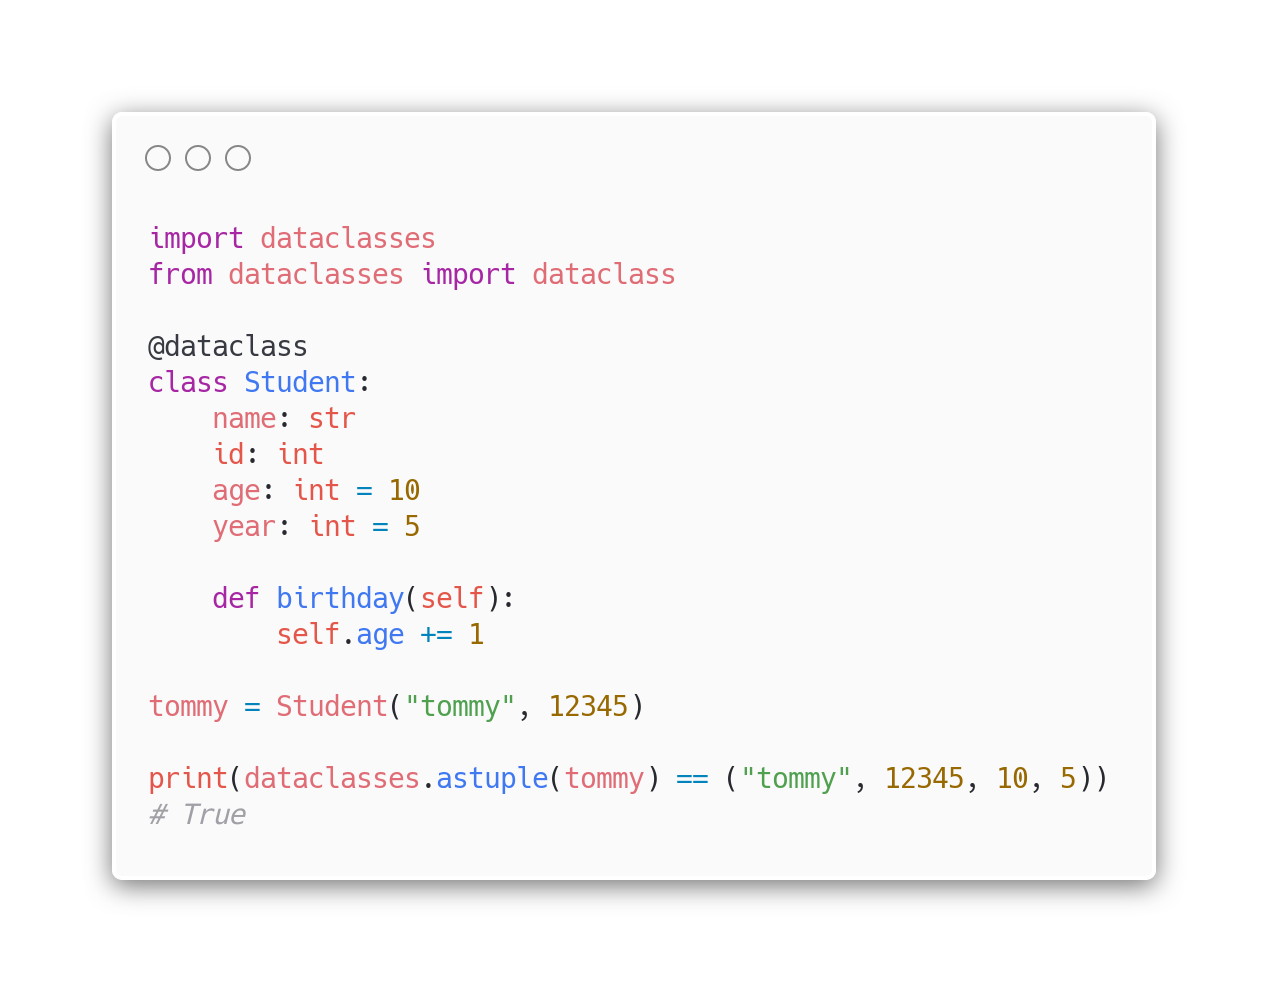 import dataclasses
from dataclasses import dataclass

@dataclass
class Student:
    name: str
    id: int
    age: int = 10
    year: int = 5

    def birthday(self):
        self.age += 1

tommy = Student("tommy", 12345)

print(dataclasses.astuple(tommy) == ("tommy", 12345, 10, 5))
# True